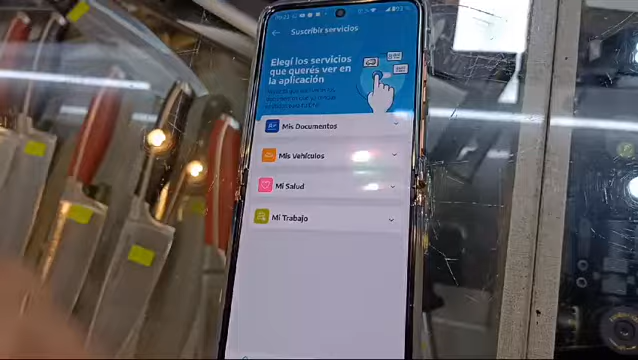 Suscribir servicios
Elegí los servicios
que querés ver en
la aplicación
Mis Documentos
Mis Vehículos
Mi Salud
Mi Trabajo